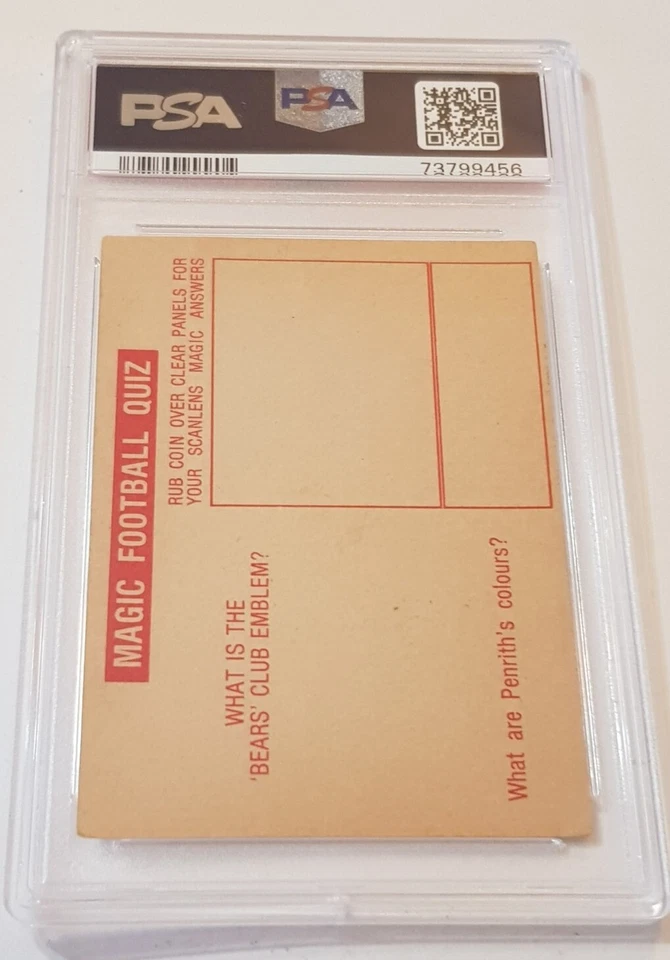 PSA
PSA
73799456
MAGIC FOOTBALL QUIZ
RUB COIN OVER CLEAR PANELS FOR
YOUR SCANLENS MAGIC ANSWERS
WHAT IS THE
'BEARS' CLUB EMBLEM?
What are Penrith's colours?